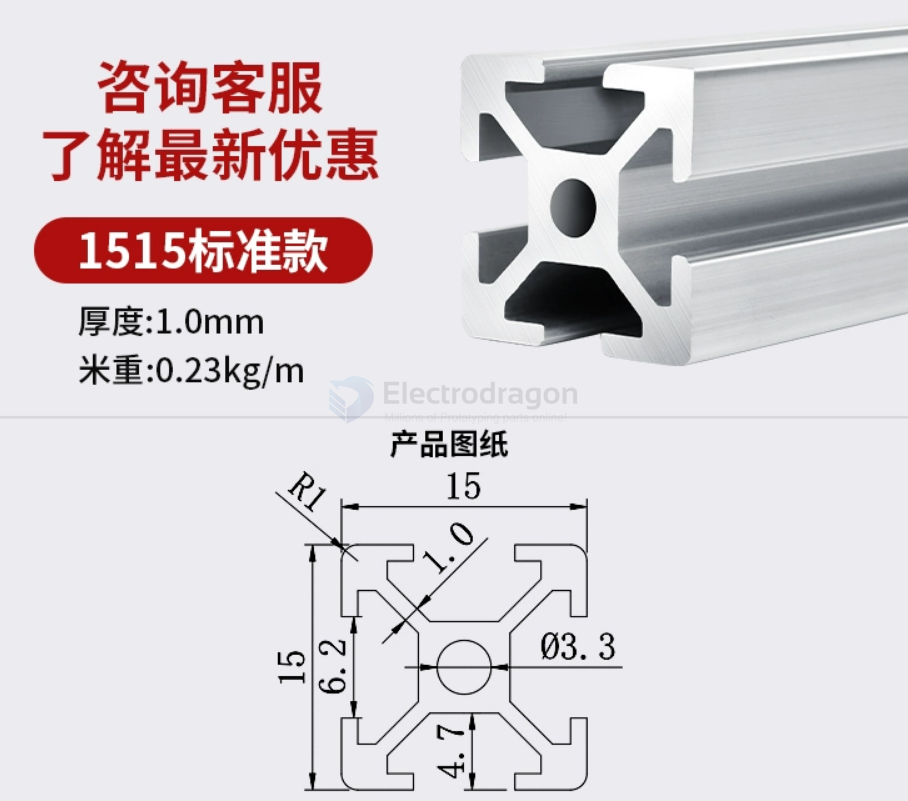 咨询客服
了解最新优惠
1515标准款
厚度:1.0mm
米重:0.23kg/m
Electrodragon
Millions of Prototyping parts online!
产品图纸
R1
15
1.0
15
6.2
Ø3.3
4.7